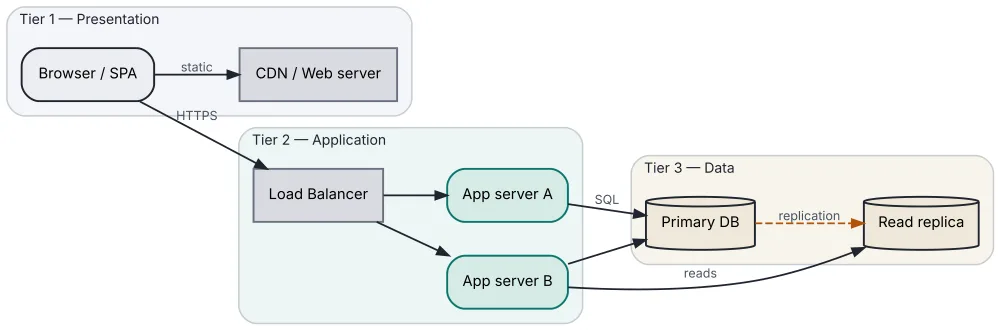 Tier 1 — Presentation
Browser / SPA
static
CDN / Web server
HTTPS
Tier 2 — Application
Load Balancer
App server A
App server B
SQL
Tier 3 — Data
Primary DB
replication
Read replica
reads